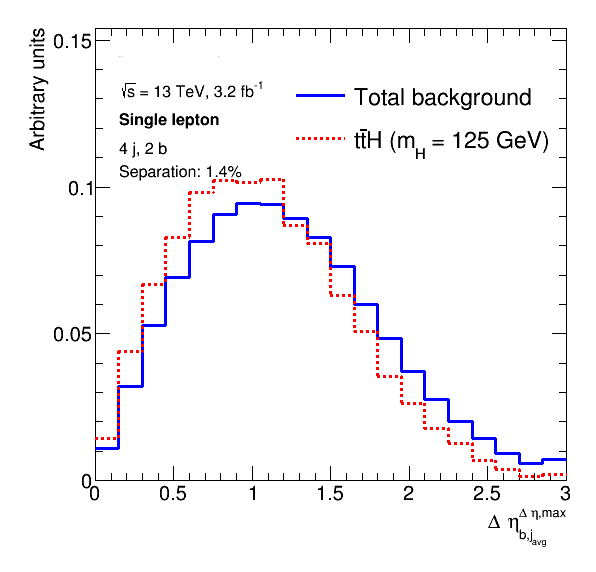 Arbitrary units
0.15
0.1
0.05
0
√s = 13 TeV, 3.2 fb⁻¹
Single lepton
4 j, 2 b
Separation: 1.4%
Total background
tt̄H (m_H = 125 GeV)
0 0.5 1 1.5 2 2.5 3
Δ η_{b,j_{avg}}^{Δ η,max}